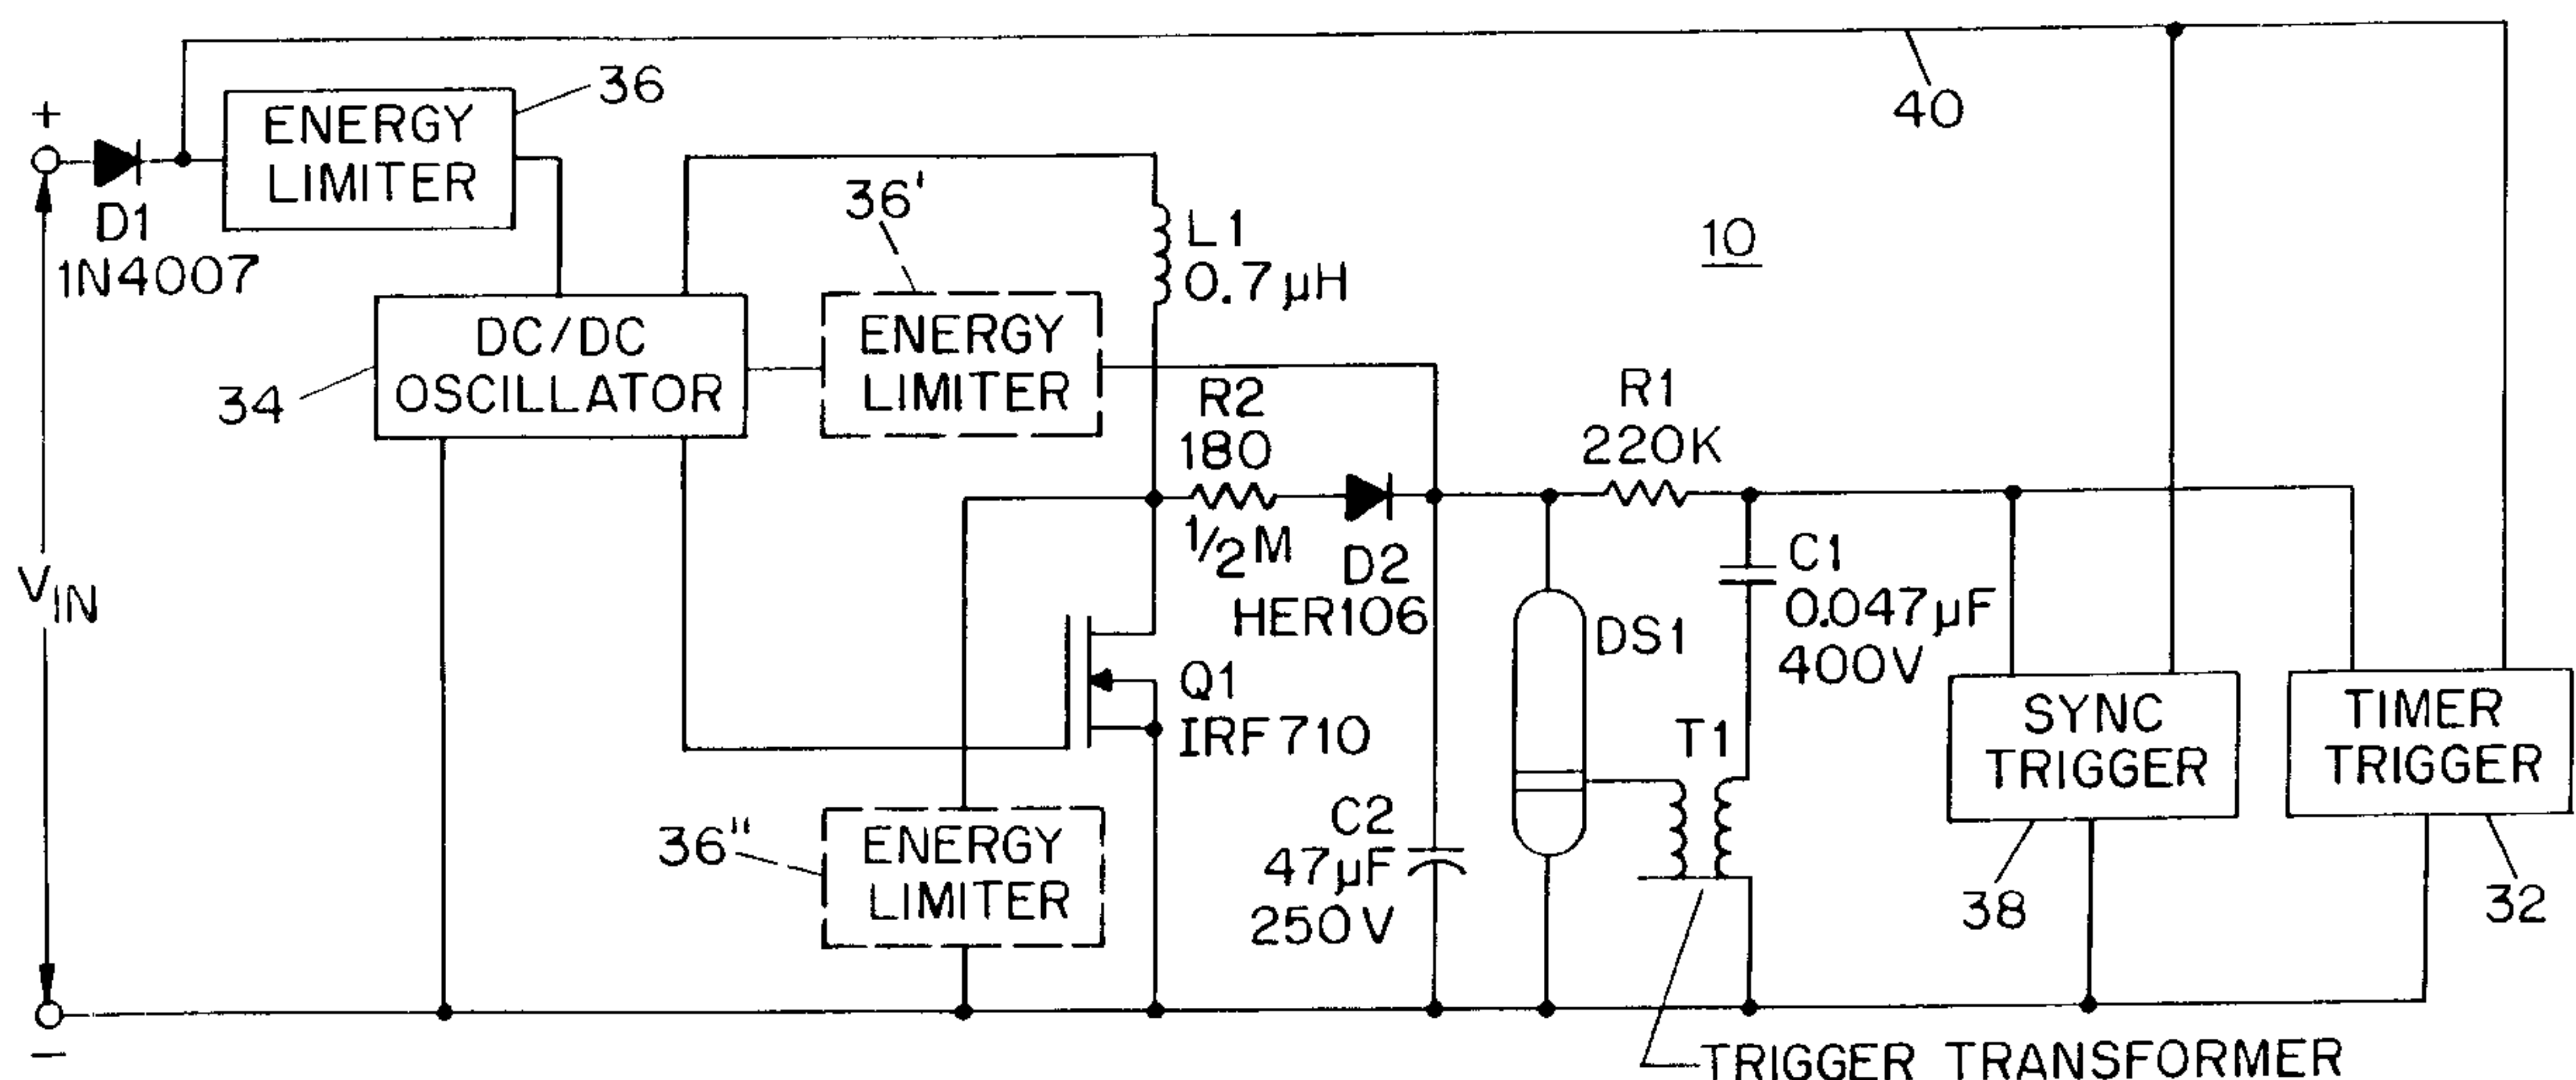 40
+
36
ENERGY
LIMITER
D1
1N4007
36'
L1
0.7µH
10
DC/DC
OSCILLATOR
34
ENERGY
LIMITER
R2
180
1/2M
D2
HER106
R1
220K
C1
0.047µF
400V
VIN
DS1
Q1
IRF710
T1
SYNC
TRIGGER
38
TIMER
TRIGGER
32
36"
ENERGY
LIMITER
C2
47µF
250V
−
TRIGGER TRANSFORMER